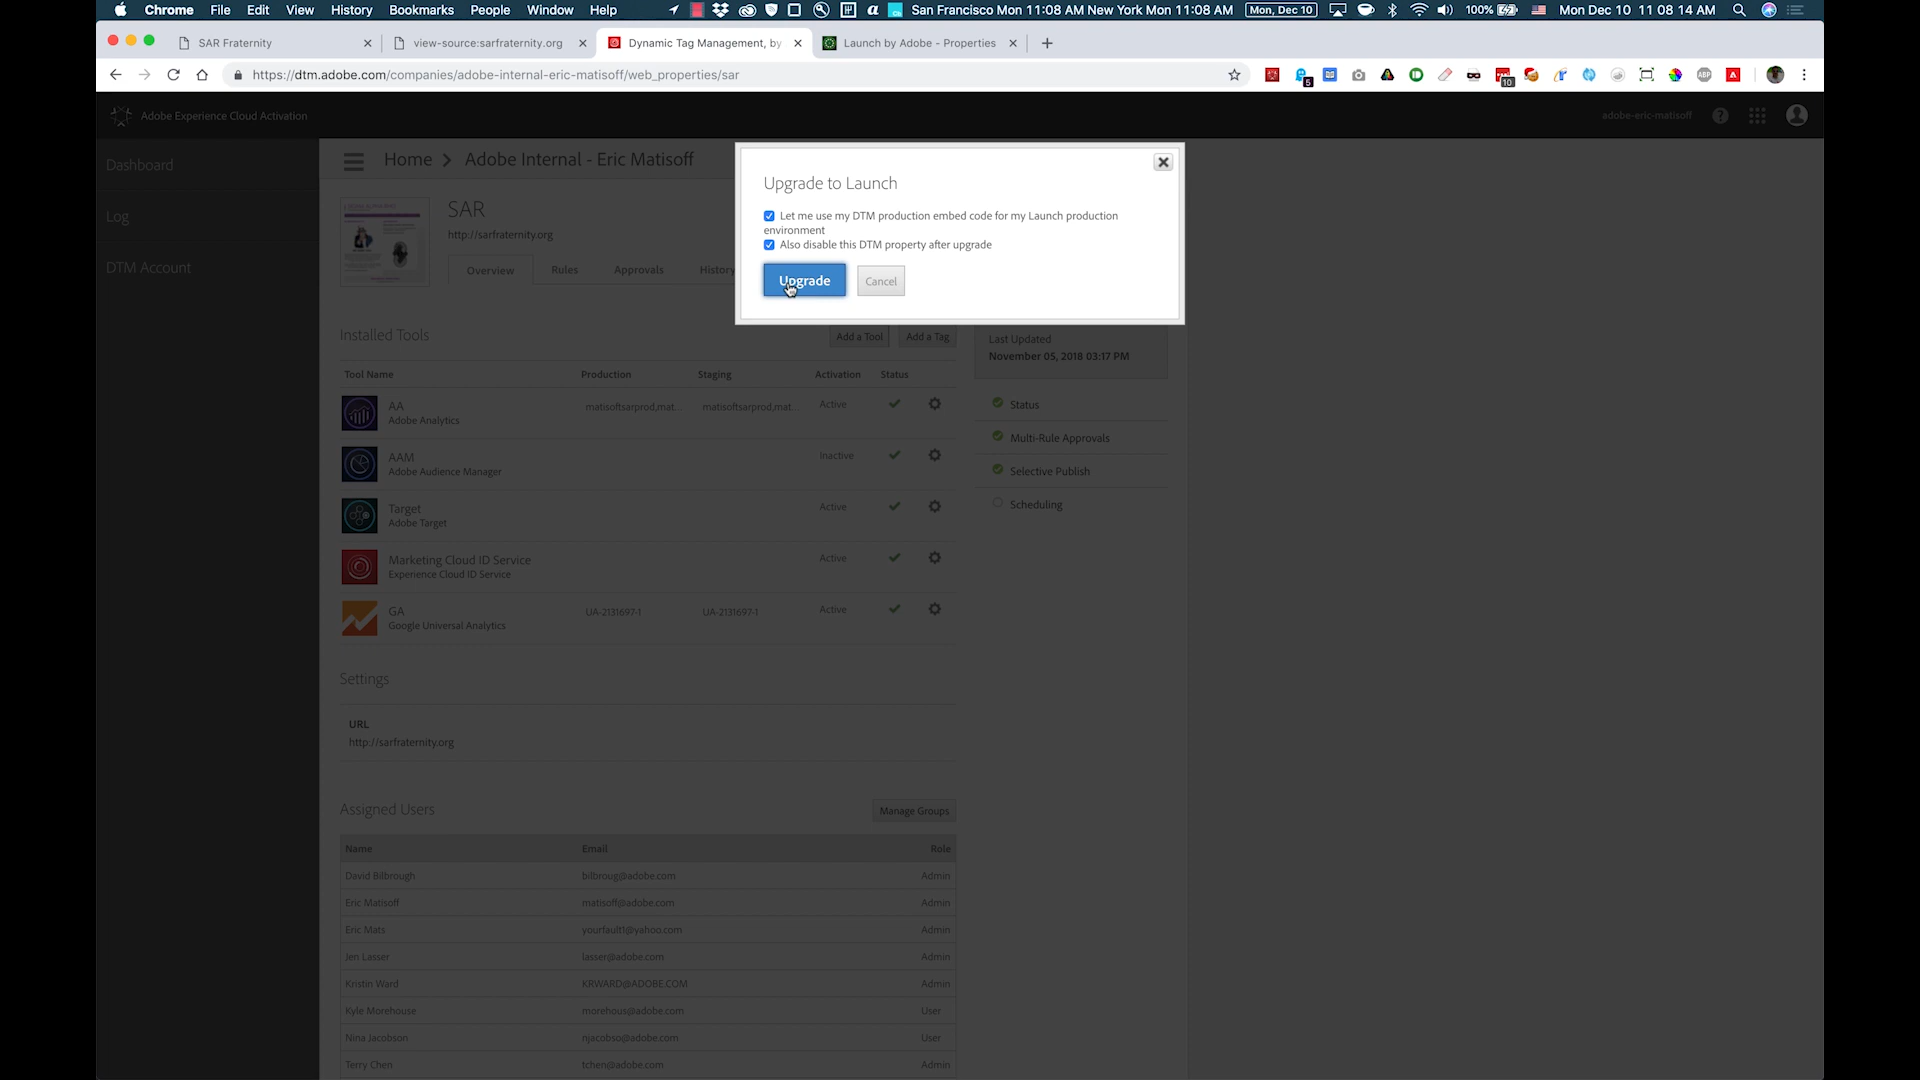 Chrome File Edit View History Bookmarks People Window Help San Francisco Mon 11:08 AM New York Mon 11:08 AM Mon, Dec 10 100% Mon Dec 10 11 08 14 AM
SAR Fraternity view-source:sarfraternity.org Dynamic Tag Management, by Launch by Adobe - Properties
https://dtm.adobe.com/companies/adobe-internal-eric-matisoff/web_properties/sar
5 10 ABP
Adobe Experience Cloud Activation adobe-eric-matisoff
Dashboard
Log
DTM Account
Home > Adobe Internal - Eric Matisoff
SAR
http://sarfraternity.org
Overview Rules Approvals History
Upgrade to Launch
Let me use my DTM production embed code for my Launch production
environment
Also disable this DTM property after upgrade
Upgrade Cancel
Installed Tools Add a Tool Add a Tag
Tool Name Production Staging Activation Status
AA matisoftsarprod,mat... matisoftsarprod,mat... Active
Adobe Analytics
AAM Inactive
Adobe Audience Manager
Target Active
Adobe Target
Marketing Cloud ID Service Active
Experience Cloud ID Service
GA UA-2131697-1 UA-2131697-1 Active
Google Universal Analytics
Last Updated
November 05, 2018 03:17 PM
Status
Multi-Rule Approvals
Selective Publish
Scheduling
Settings
URL
http://sarfraternity.org
Assigned Users Manage Groups
Name Email Role
David Bilbrough bilbroug@adobe.com Admin
Eric Matisoff matisoff@adobe.com Admin
Eric Mats yourfault1@yahoo.com Admin
Jen Lasser lasser@adobe.com Admin
Kristin Ward KRWARD@ADOBE.COM Admin
Kyle Morehouse morehous@adobe.com User
Nina Jacobson njacobso@adobe.com User
Terry Chen tchen@adobe.com Admin